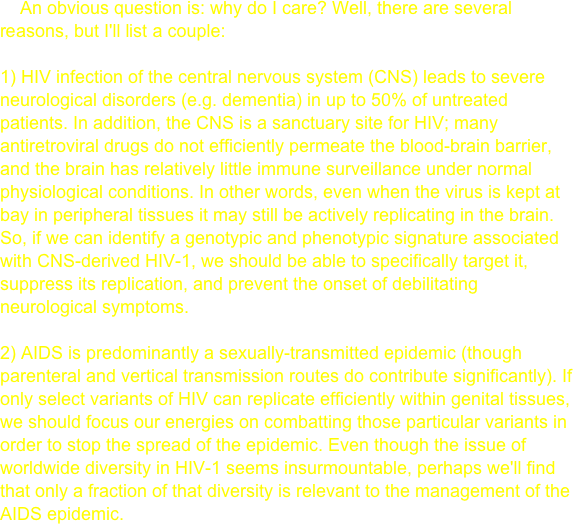 An obvious question is: why do I care? Well, there are several
reasons, but I'll list a couple:
1) HIV infection of the central nervous system (CNS) leads to severe
neurological disorders (e.g. dementia) in up to 50% of untreated
patients. In addition, the CNS is a sanctuary site for HIV; many
antiretroviral drugs do not efficiently permeate the blood-brain barrier,
and the brain has relatively little immune surveillance under normal
physiological conditions. In other words, even when the virus is kept at
bay in peripheral tissues it may still be actively replicating in the brain.
So, if we can identify a genotypic and phenotypic signature associated
with CNS-derived HIV-1, we should be able to specifically target it,
suppress its replication, and prevent the onset of debilitating
neurological symptoms.
2) AIDS is predominantly a sexually-transmitted epidemic (though
parenteral and vertical transmission routes do contribute significantly). If
only select variants of HIV can replicate efficiently within genital tissues,
we should focus our energies on combatting those particular variants in
order to stop the spread of the epidemic. Even though the issue of
worldwide diversity in HIV-1 seems insurmountable, perhaps we'll find
that only a fraction of that diversity is relevant to the management of the
AIDS epidemic.